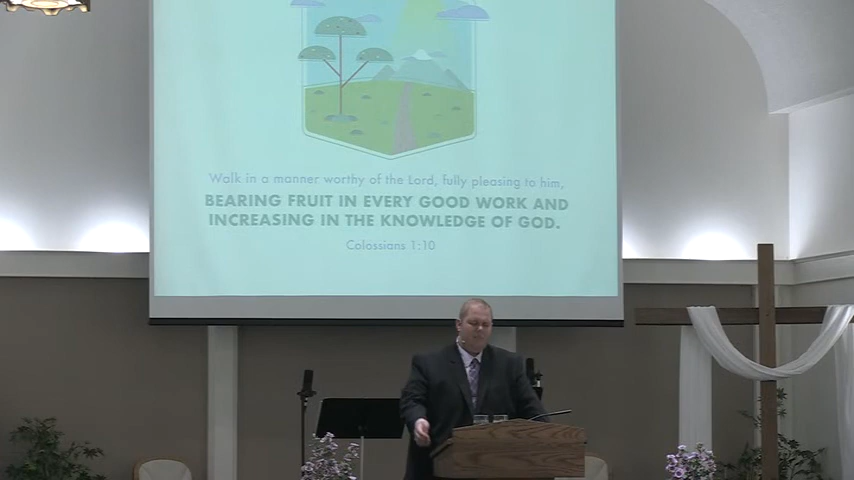 Walk in a manner worthy of the Lord, fully pleasing to him,
BEARING FRUIT IN EVERY GOOD WORK AND
INCREASING IN THE KNOWLEDGE OF GOD.
Colossians 1:10